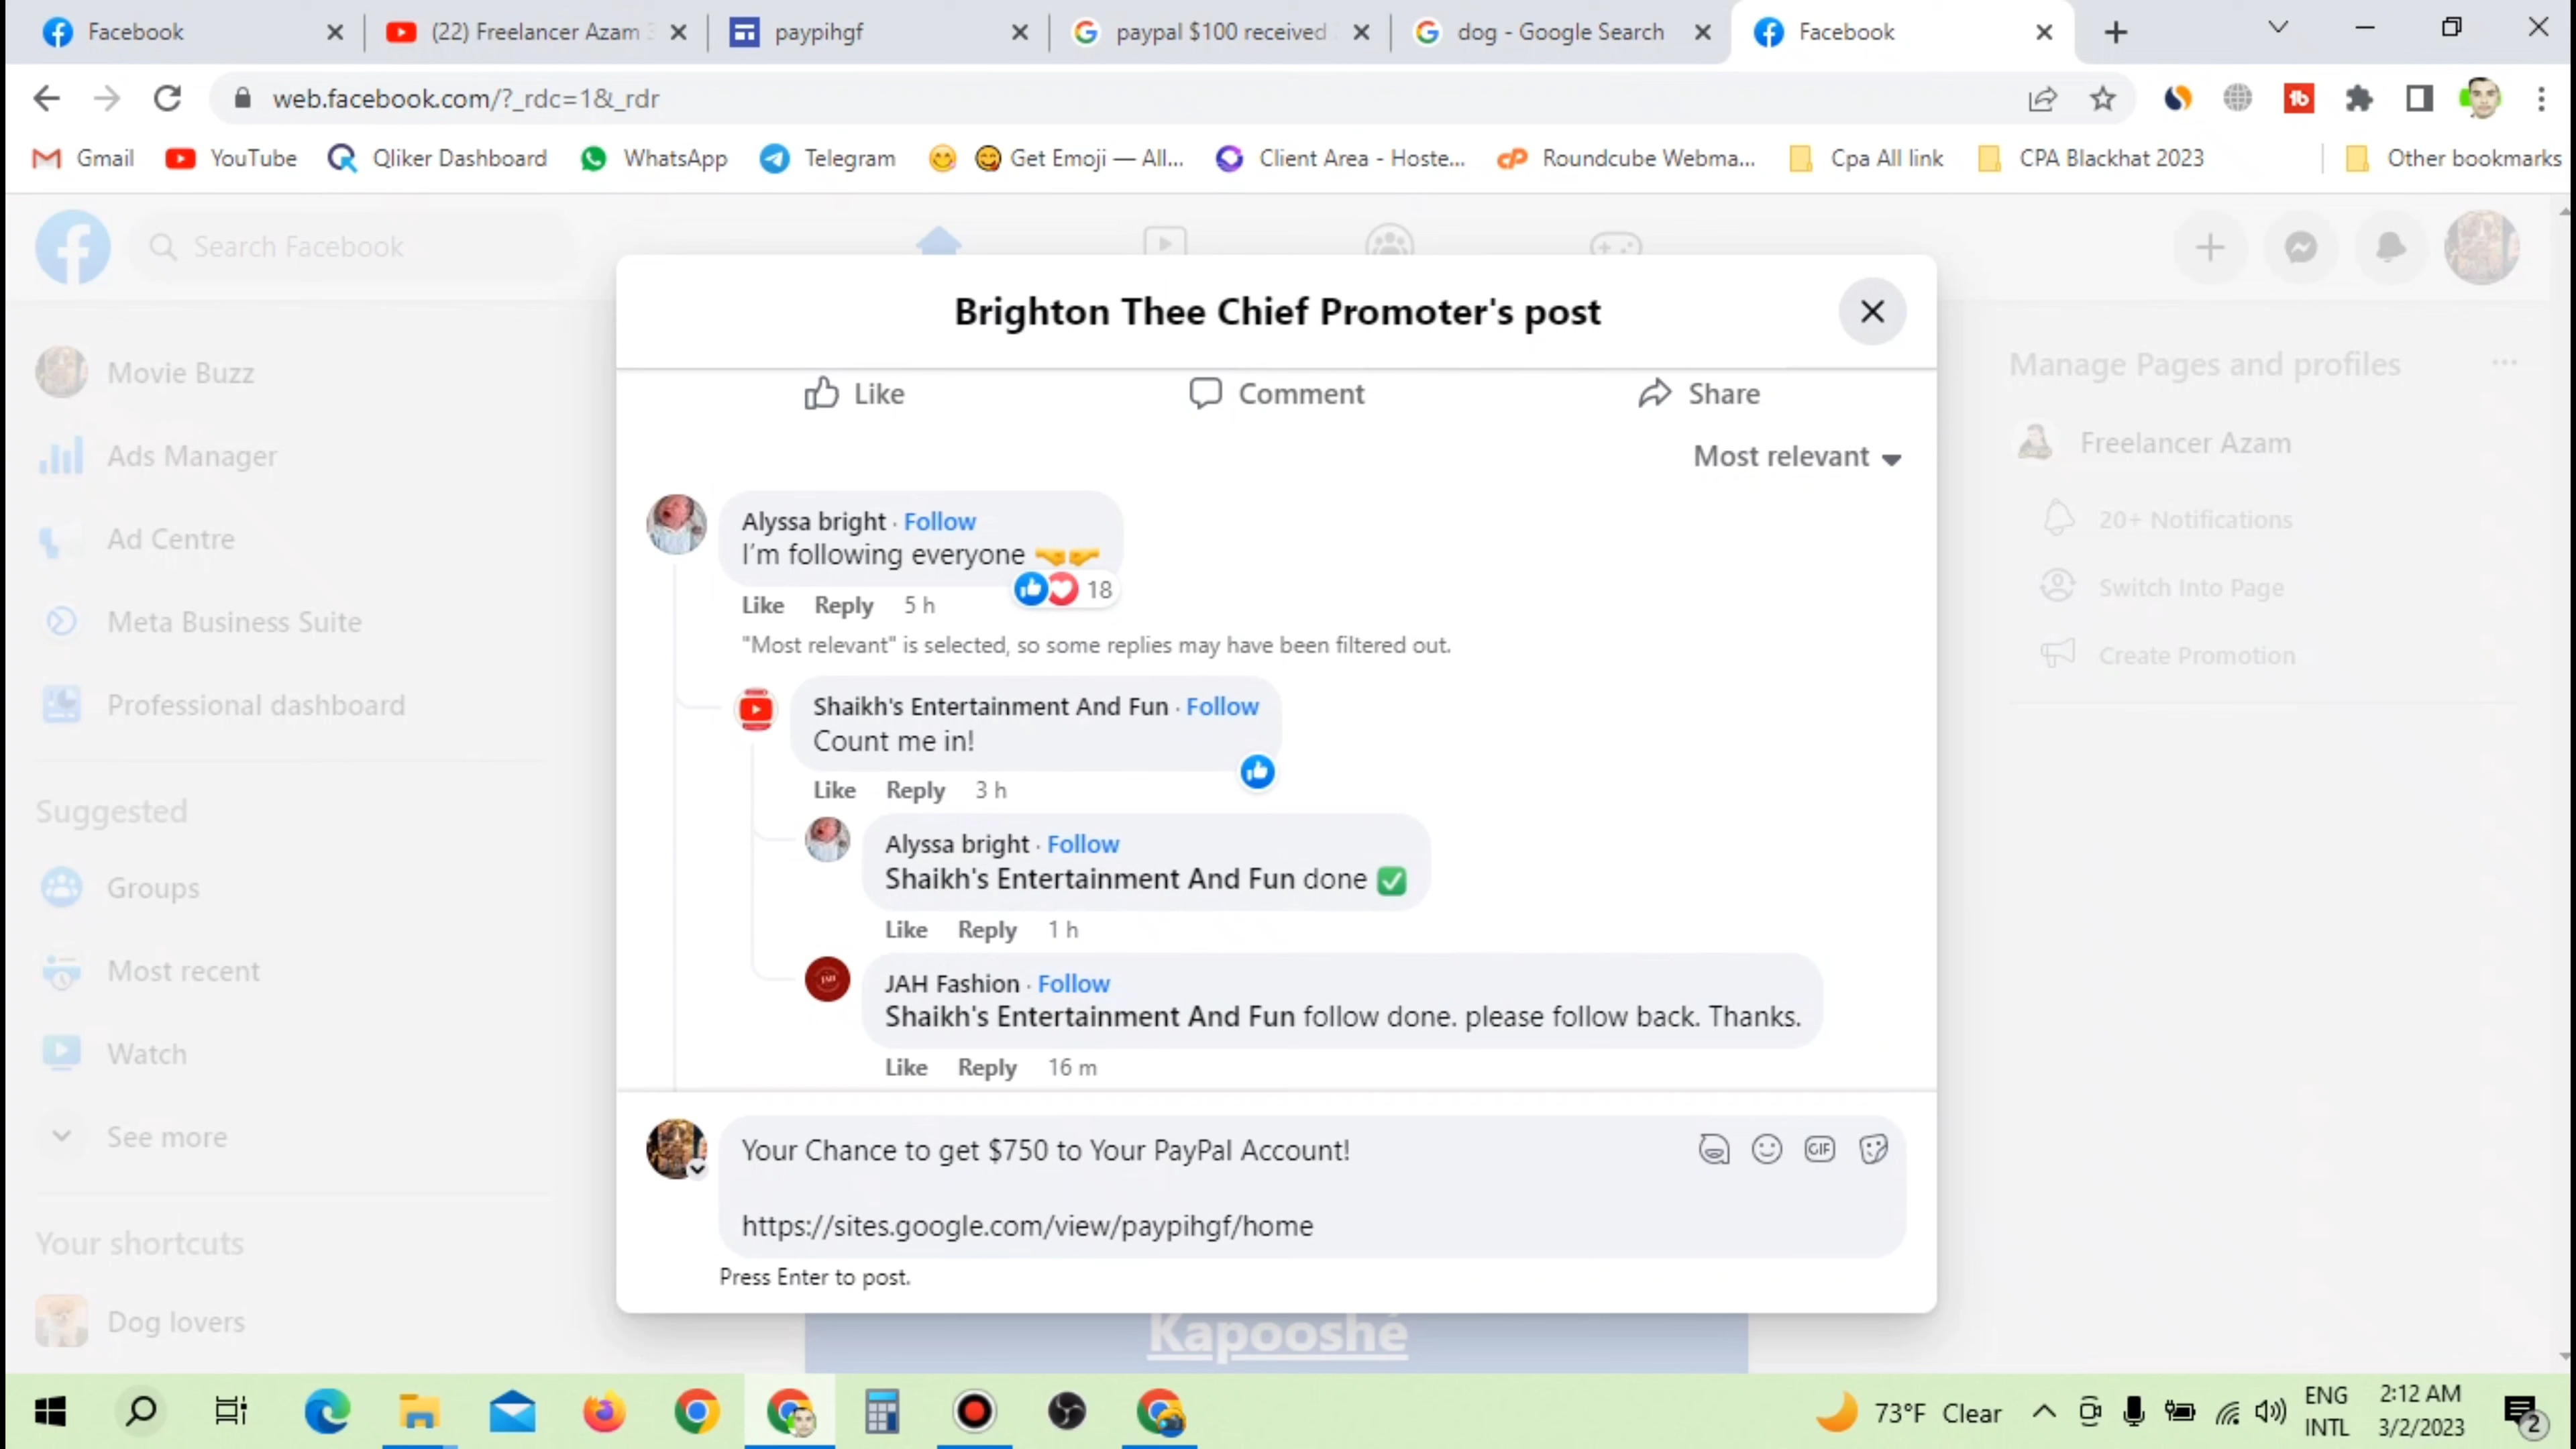 Facebook
(22) Freelancer Azam
paypihgf
paypal $100 received
dog - Google Search
Facebook
web.facebook.com/?_rdc=1&_rdr
Gmail
YouTube
Qliker Dashboard
WhatsApp
Telegram
Get Emoji — All...
Client Area - Hoste...
Roundcube Webma...
Cpa All link
CPA Blackhat 2023
Other bookmarks
Search Facebook
Brighton Thee Chief Promoter's post
Movie Buzz
Ads Manager
Ad Centre
Meta Business Suite
Professional dashboard
Suggested
Groups
Most recent
Watch
See more
Your shortcuts
Dog lovers
Like Comment Share
Most relevant
Alyssa bright · Follow
I'm following everyone
18
Like Reply 5 h
"Most relevant" is selected, so some replies may have been filtered out.
Shaikh's Entertainment And Fun · Follow
Count me in!
Like Reply 3 h
Alyssa bright · Follow
Shaikh's Entertainment And Fun done
Like Reply 1 h
JAH Fashion · Follow
Shaikh's Entertainment And Fun follow done. please follow back. Thanks.
Like Reply 16 m
Your Chance to get $750 to Your PayPal Account!
GIF
https://sites.google.com/view/paypihgf/home
Press Enter to post.
Kapooshé
Manage Pages and profiles
Freelancer Azam
20+ Notifications
Switch Into Page
Create Promotion
73°F Clear
ENG
INTL
2:12 AM
3/2/2023
2